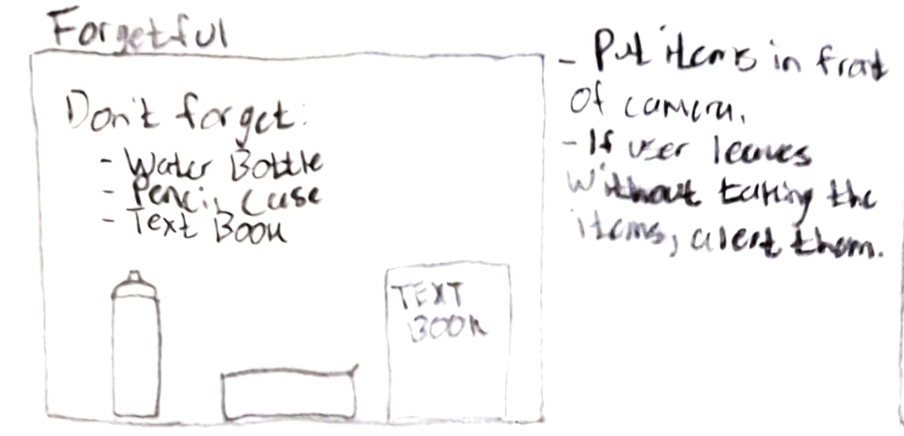 Forgetful
Don't forget:
- Water Bottle
- Pencil Case
- Text Book
TEXT
BOOK
- Put items in front
of camera.
- If user leaves
without taking the
items, alert them.